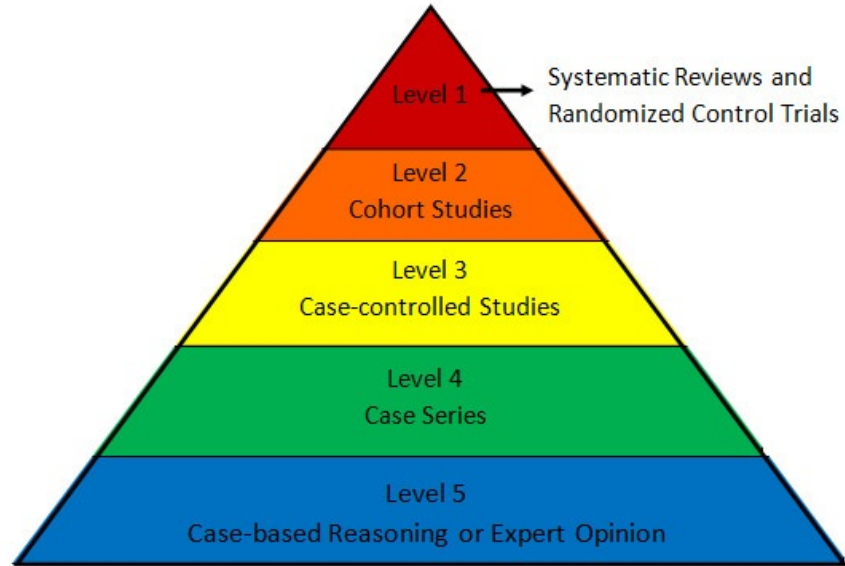 Level 1
Systematic Reviews and
Randomized Control Trials
Level 2
Cohort Studies
Level 3
Case-controlled Studies
Level 4
Case Series
Level 5
Case-based Reasoning or Expert Opinion